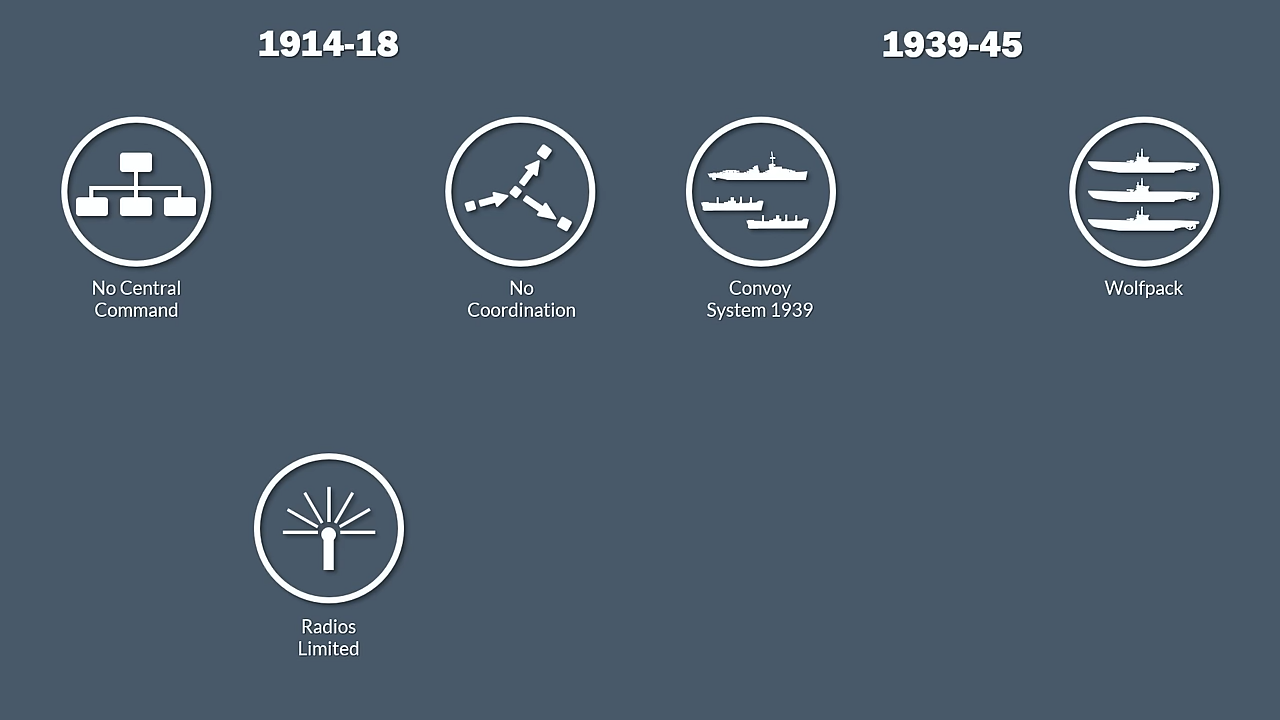 1914-18
1939-45
No Central
Command
No
Coordination
Convoy
System 1939
Wolfpack
Radios
Limited